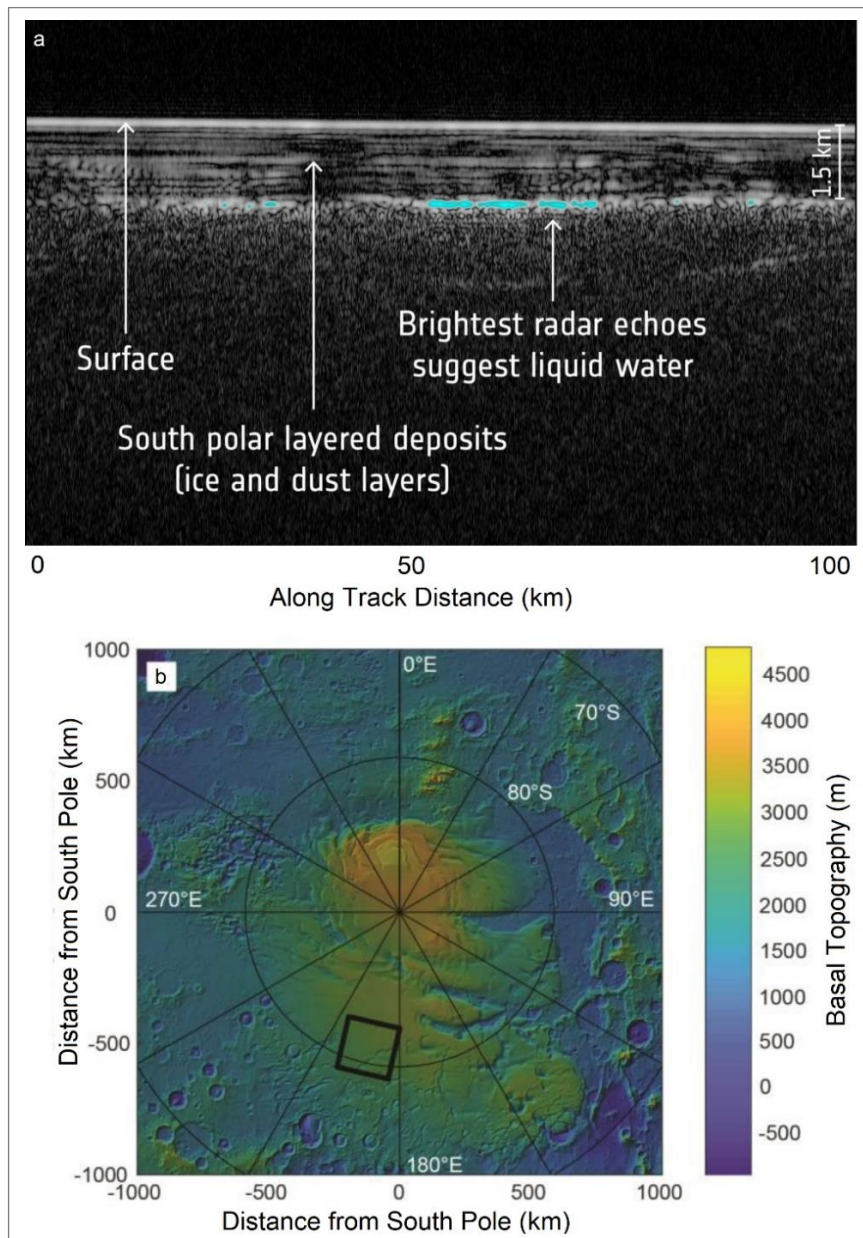 a
1.5 km
Surface
Brightest radar echoes
suggest liquid water
South polar layered deposits
(ice and dust layers)
0 50 100
Along Track Distance (km)
b
1000
500
0
-500
-1000
Distance from South Pole (km)
0°E
70°S
80°S
270°E
90°E
180°E
-1000 -500 0 500 1000
Distance from South Pole (km)
4500
4000
3500
3000
2500
2000
1500
1000
500
0
-500
Basal Topography (m)